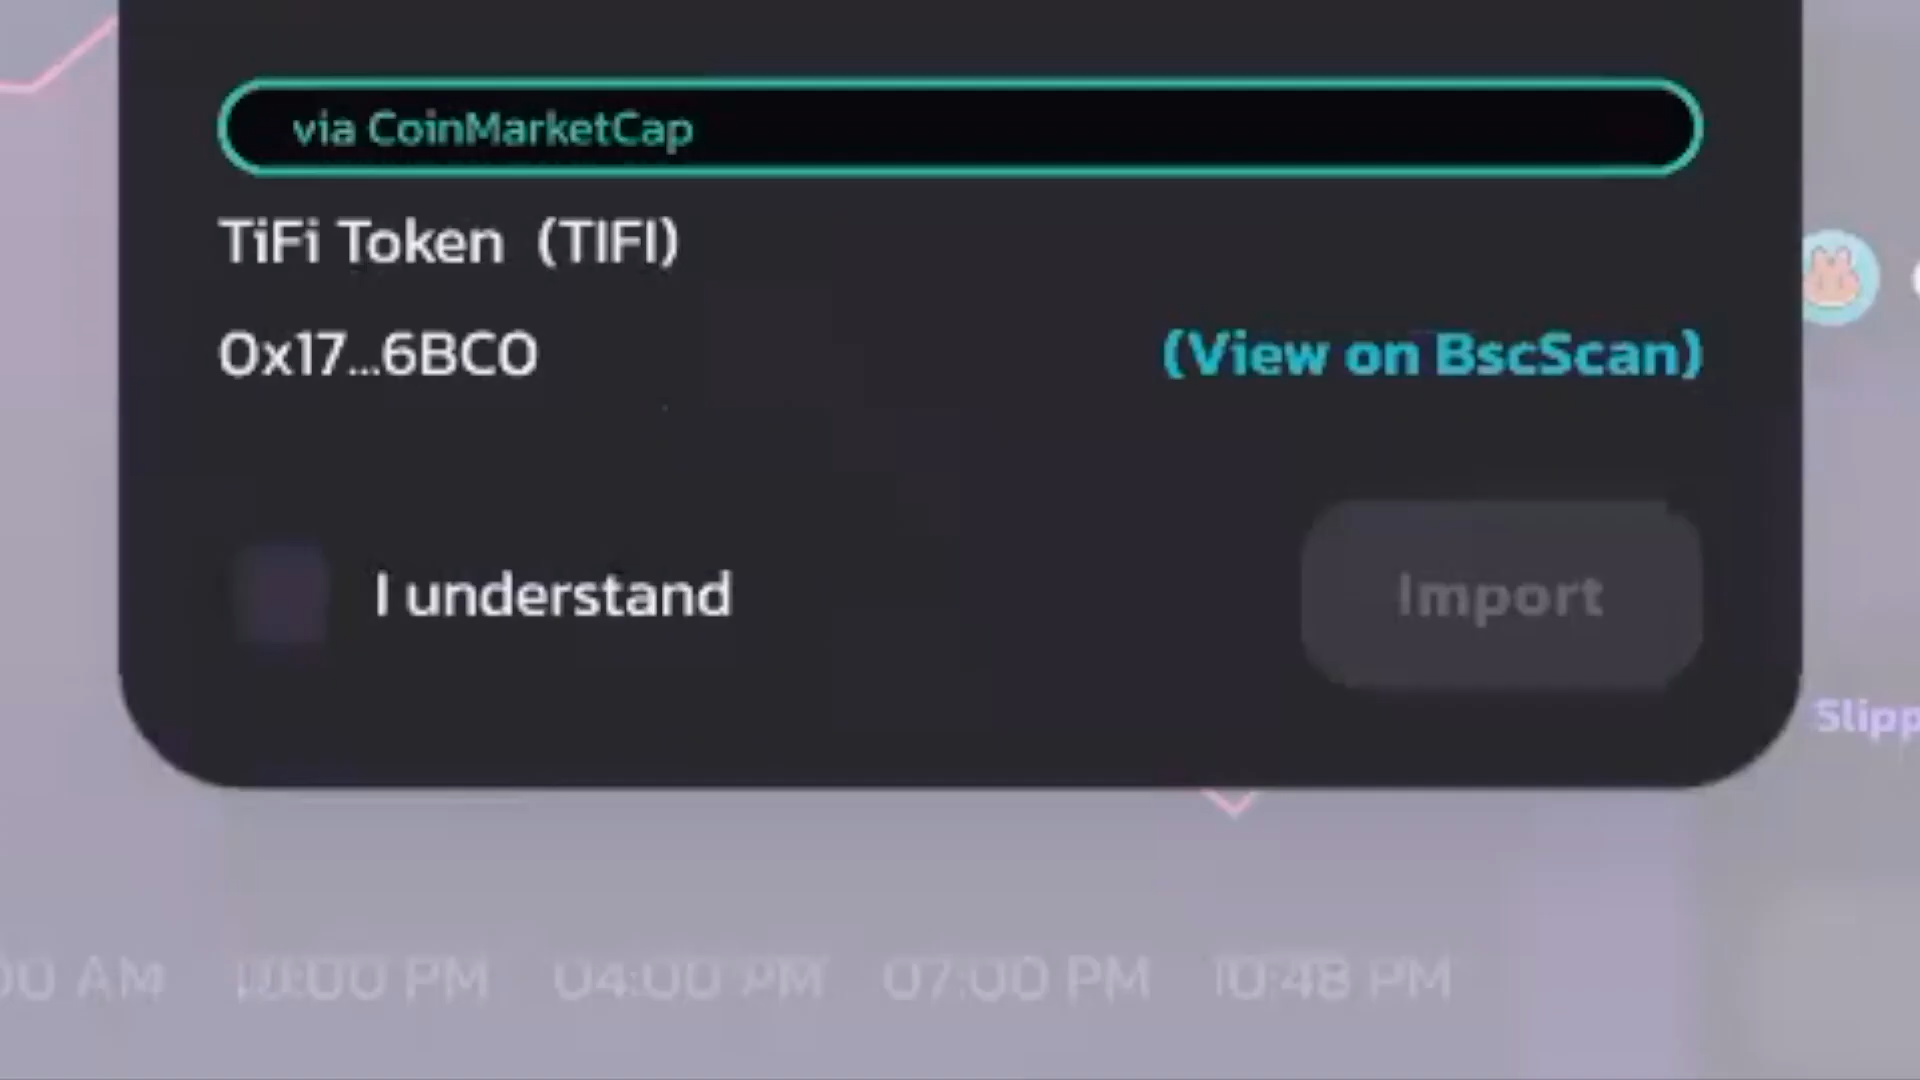 via CoinMarketCap
TiFi Token (TIFI)
0x17...6BC0
(View on BscScan)
I understand
Import
Slipp
00 AM
04:00 PM
07:00 PM
10:48 PM